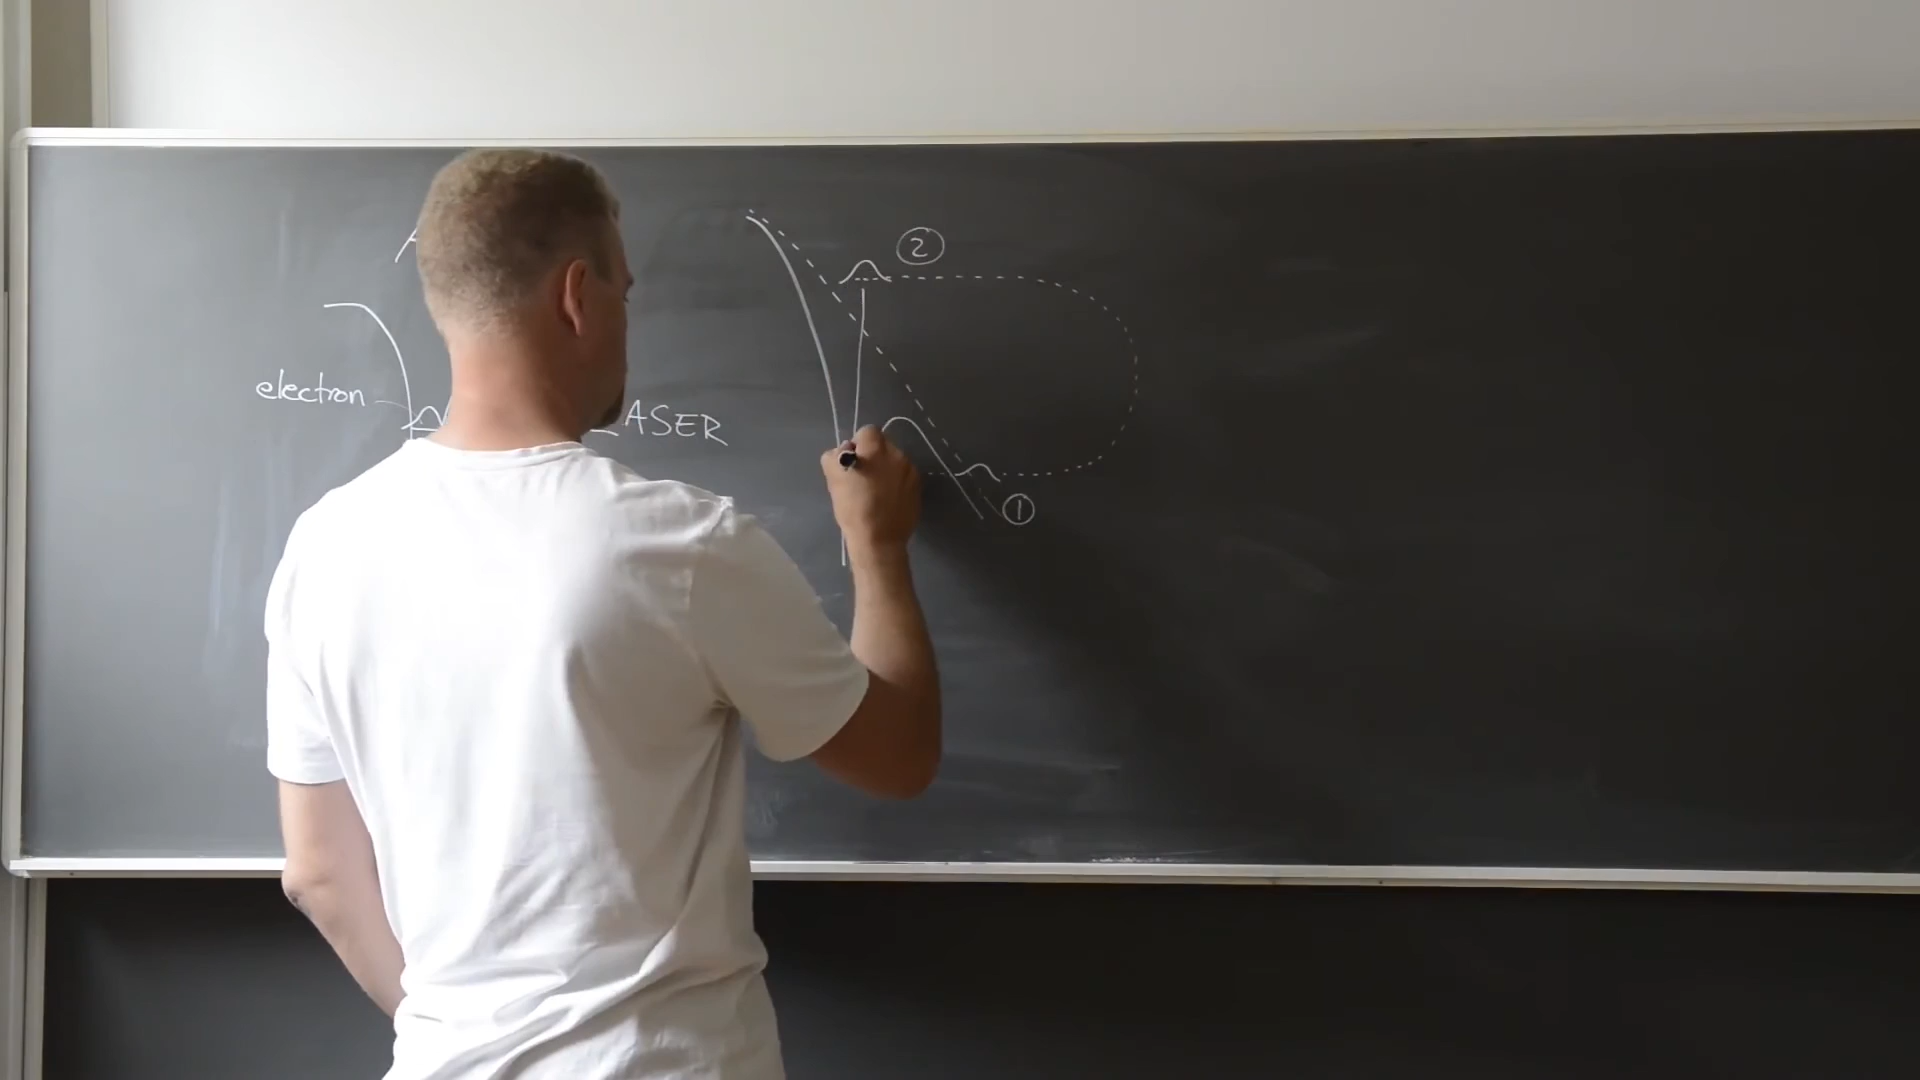 ②
electron
LASER
①